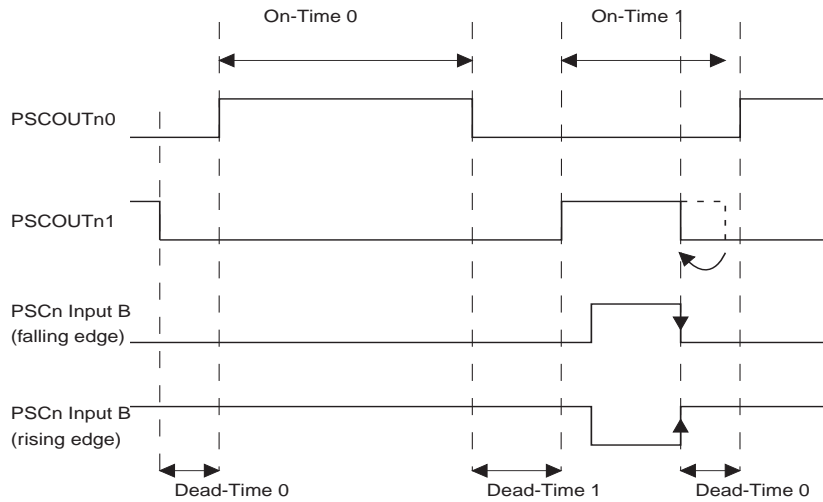 On-Time 0
On-Time 1
PSCOUTn0
PSCOUTn1
PSCn Input B
(falling edge)
PSCn Input B
(rising edge)
Dead-Time 0
Dead-Time 1
Dead-Time 0